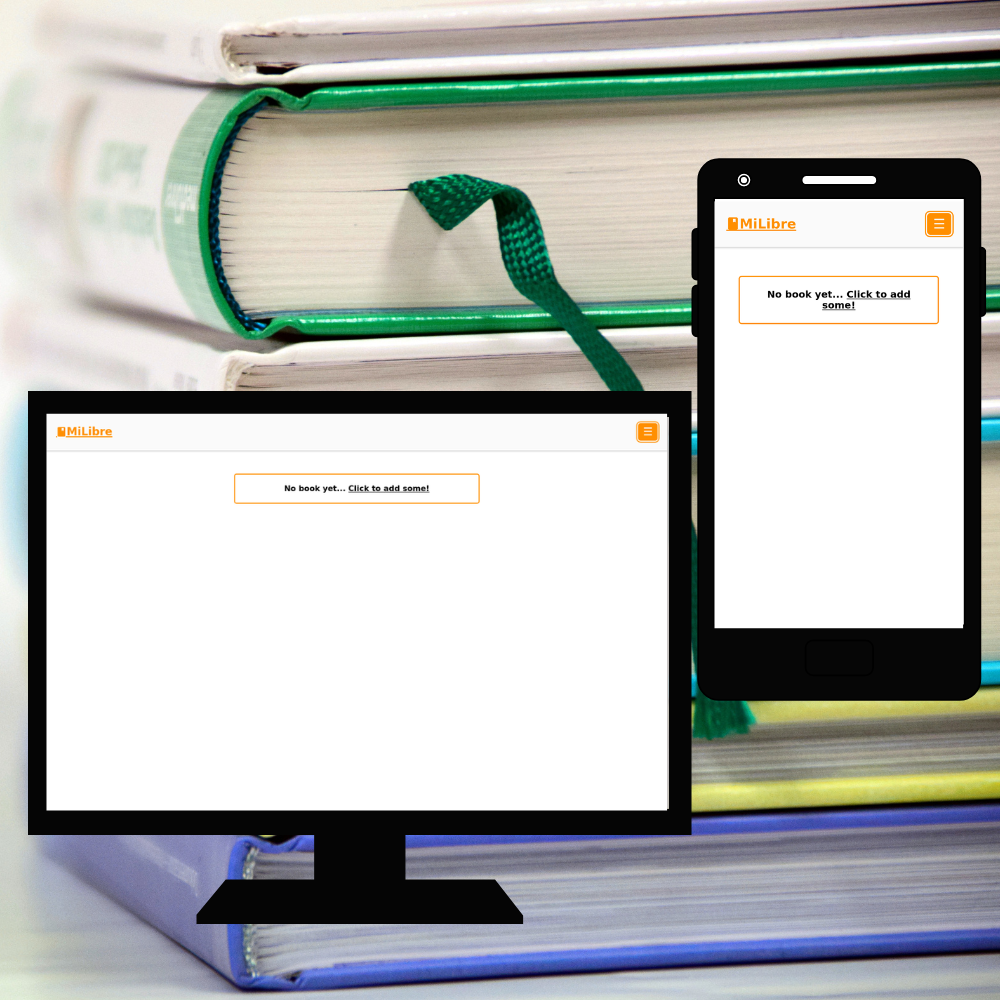 MiLibre
No book yet... Click to add
some!
MiLibre
No book yet... Click to add some!